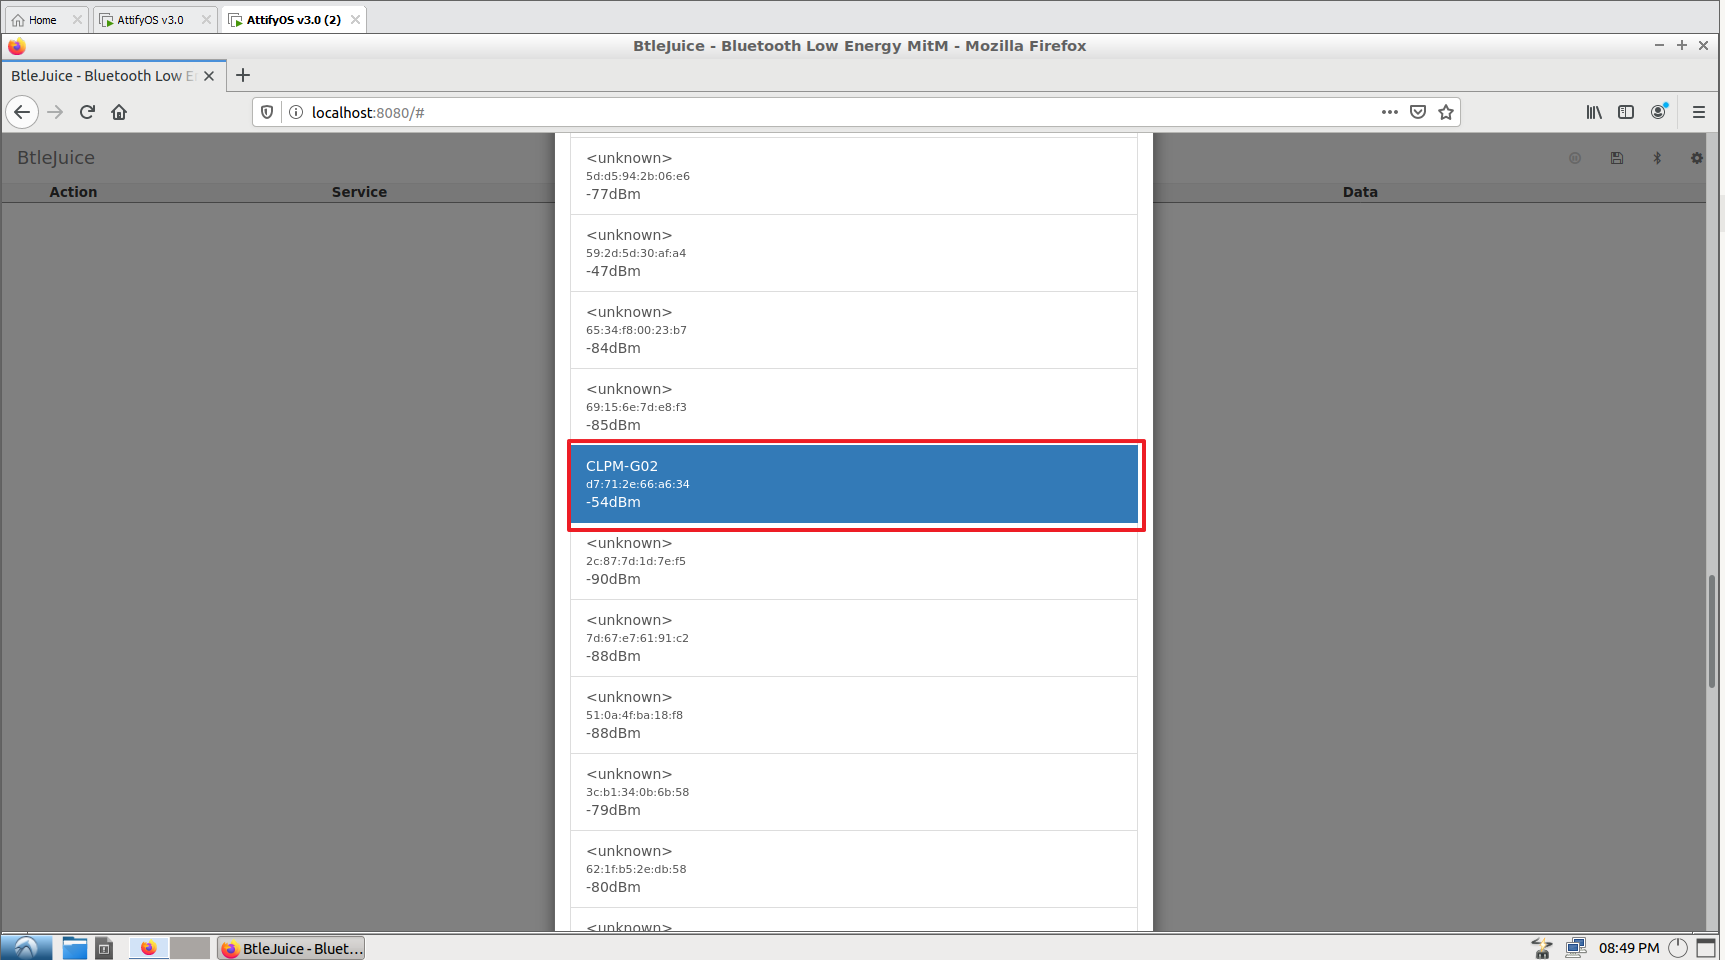 Home
AttifyOS v3.0
AttifyOS v3.0 (2)
BtleJuice - Bluetooth Low Energy MitM - Mozilla Firefox
BtleJuice - Bluetooth Low E
localhost:8080/#
BtleJuice
Action Service Data
<unknown>
5d:d5:94:2b:06:e6
-77dBm
<unknown>
59:2d:5d:30:af:a4
-47dBm
<unknown>
65:34:f8:00:23:b7
-84dBm
<unknown>
69:15:6e:7d:e8:f3
-85dBm
CLPM-G02
d7:71:2e:66:a6:34
-54dBm
<unknown>
2c:87:7d:1d:7e:f5
-90dBm
<unknown>
7d:67:e7:61:91:c2
-88dBm
<unknown>
51:0a:4f:ba:18:f8
-88dBm
<unknown>
3c:b1:34:0b:6b:58
-79dBm
<unknown>
62:1f:b5:2e:db:58
-80dBm
<unknown>
BtleJuice - Bluet...
08:49 PM